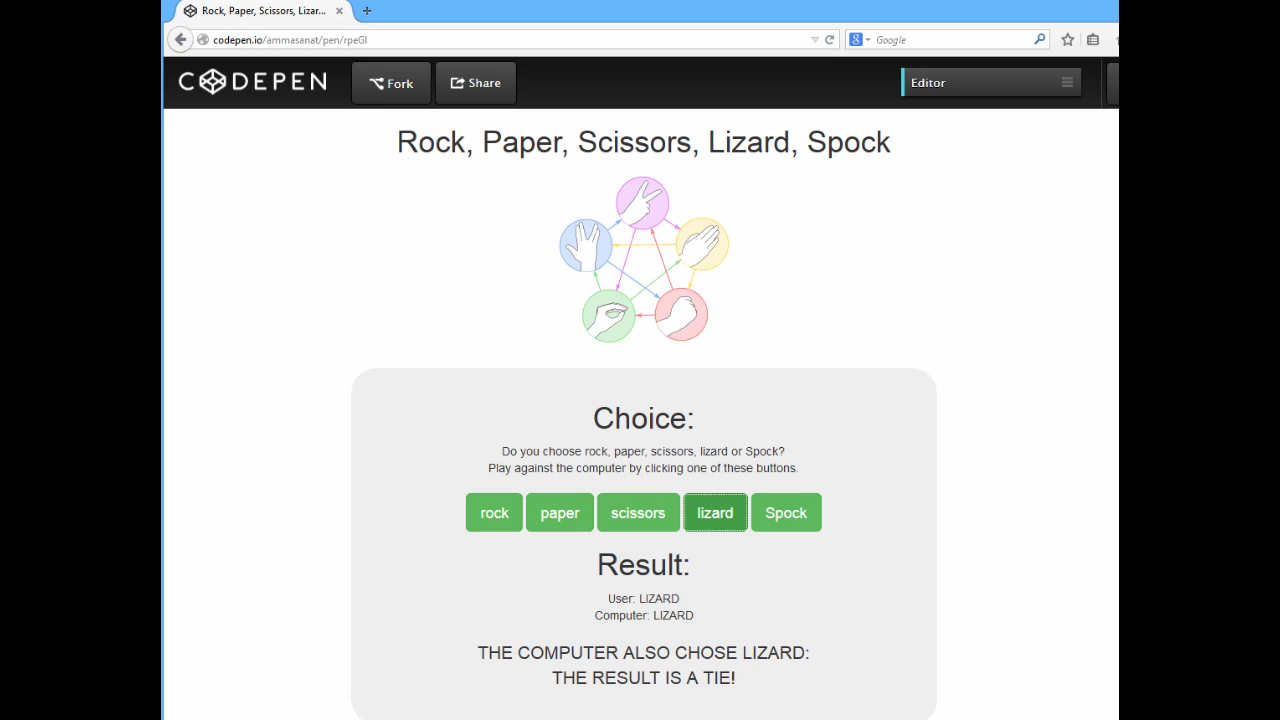 Rock, Paper, Scissors, Lizar...
codepen.io/ammasanat/pen/rpeGl
Google
CODEPEN
Fork
Share
Editor
Rock, Paper, Scissors, Lizard, Spock
Choice:
Do you choose rock, paper, scissors, lizard or Spock?
Play against the computer by clicking one of these buttons.
rock paper scissors lizard Spock
Result:
User: LIZARD
Computer: LIZARD
THE COMPUTER ALSO CHOSE LIZARD:
THE RESULT IS A TIE!